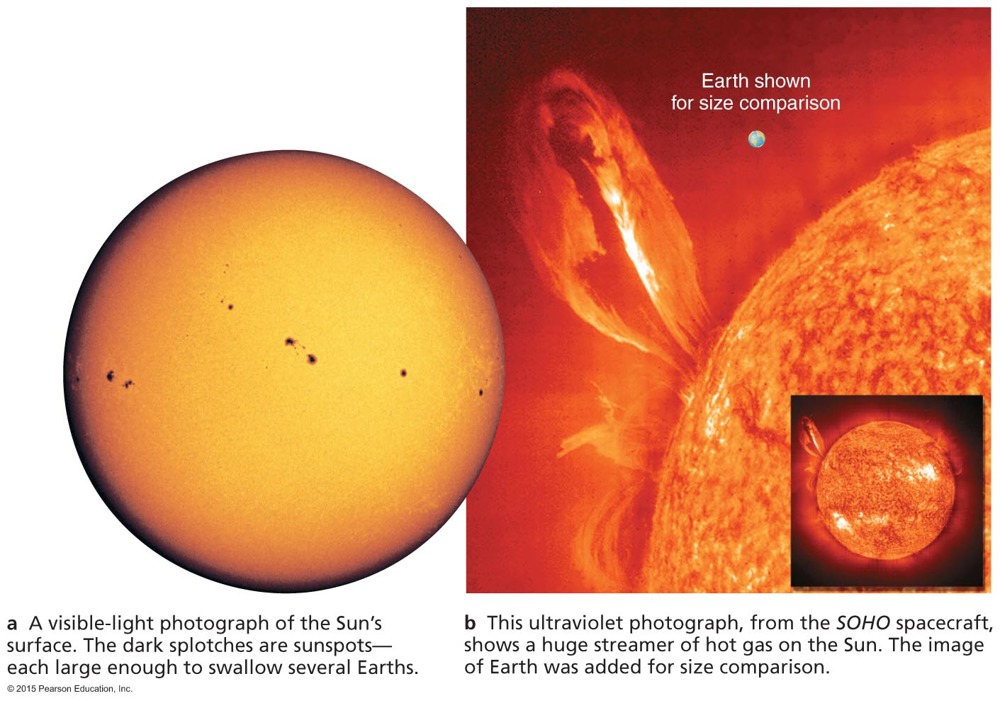 Earth shown
for size comparison
a A visible-light photograph of the Sun’s
surface. The dark splotches are sunspots—
each large enough to swallow several Earths.
© 2015 Pearson Education, Inc.
b This ultraviolet photograph, from the SOHO spacecraft,
shows a huge streamer of hot gas on the Sun. The image
of Earth was added for size comparison.